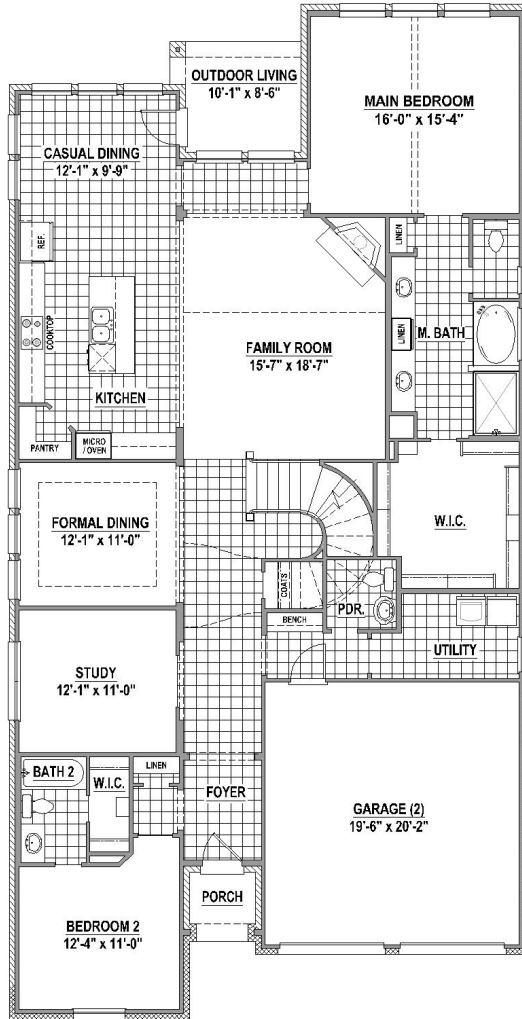 OUTDOOR LIVING
10'-1" x 8'-6"
MAIN BEDROOM
16'-0" x 15'-4"
CASUAL DINING
12'-1" x 9'-9"
REF.
LINEN
COOKTOP
LINEN
M. BATH
FAMILY ROOM
15'-7" x 18'-7"
KITCHEN
PANTRY
MICRO
/ OVEN
FORMAL DINING
12'-1" x 11'-0"
W.I.C.
COATS
PDR.
BENCH
UTILITY
STUDY
12'-1" x 11'-0"
BATH 2
W.I.C.
LINEN
FOYER
GARAGE (2)
19'-6" x 20'-2"
PORCH
BEDROOM 2
12'-4" x 11'-0"